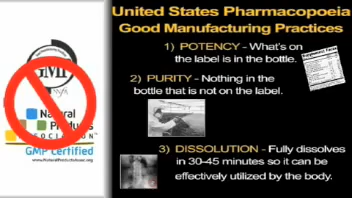 United States Pharmacopoeia
Good Manufacturing Practices
1) POTENCY - What's on
the label is in the bottle.
2) PURITY - Nothing in the
bottle that is not on the label.
3) DISSOLUTION - Fully dissolves
in 30-45 minutes so it can be
effectively utilized by the body.
GMP
Natural
Products
ASSOCIATION
GMP Certified